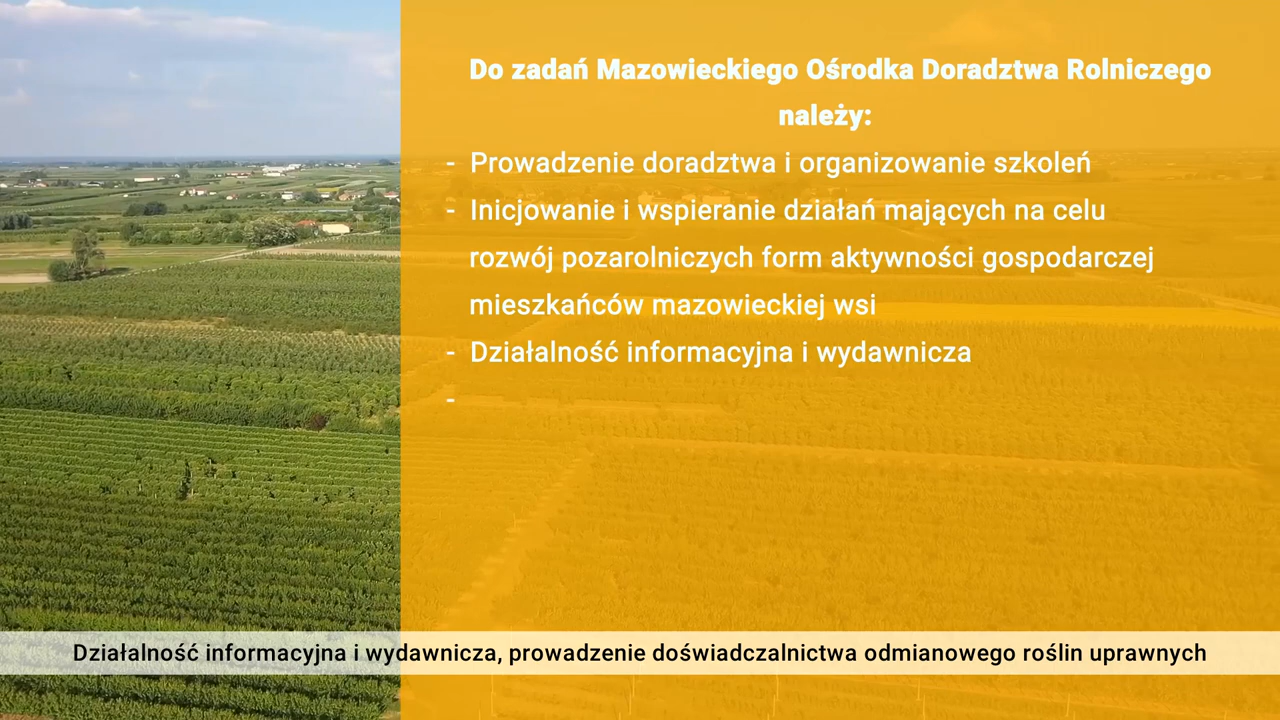 Do zadań Mazowieckiego Ośrodka Doradztwa Rolniczego
należy:
- Prowadzenie doradztwa i organizowanie szkoleń
- Inicjowanie i wspieranie działań mających na celu
rozwój pozarolniczych form aktywności gospodarczej
mieszkańców mazowieckiej wsi
- Działalność informacyjna i wydawnicza
-
Działalność informacyjna i wydawnicza, prowadzenie doświadczalnictwa odmianowego roślin uprawnych